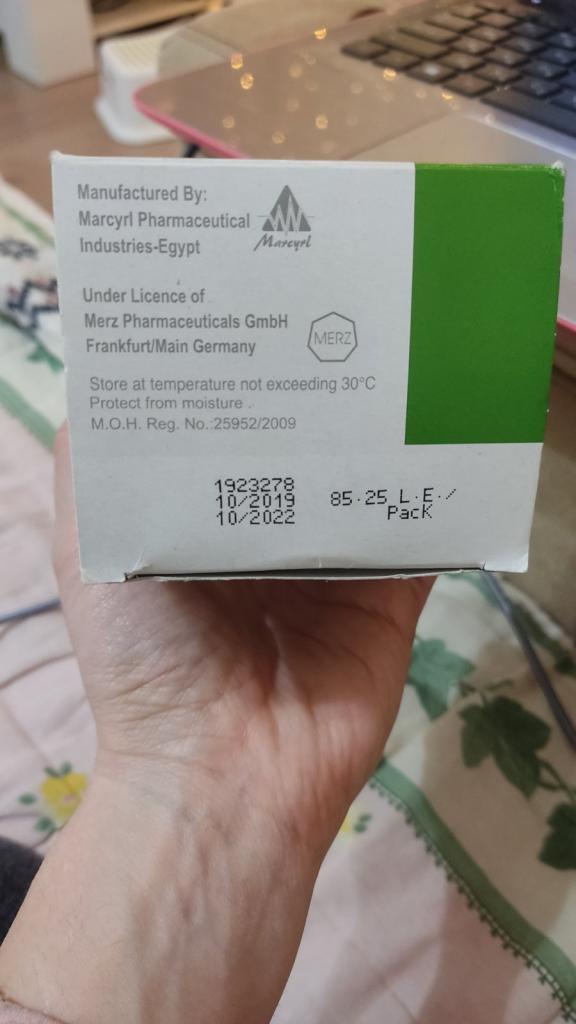 Manufactured By:
Marcyrl Pharmaceutical
Industries-Egypt
Marcyrl
Under Licence of
Merz Pharmaceuticals GmbH
Frankfurt/Main Germany
MERZ
Store at temperature not exceeding 30°C
Protect from moisture .
M.O.H. Reg. No.:25952/2009
1923278
10/2019
10/2022
85.25 L.E./
Pack